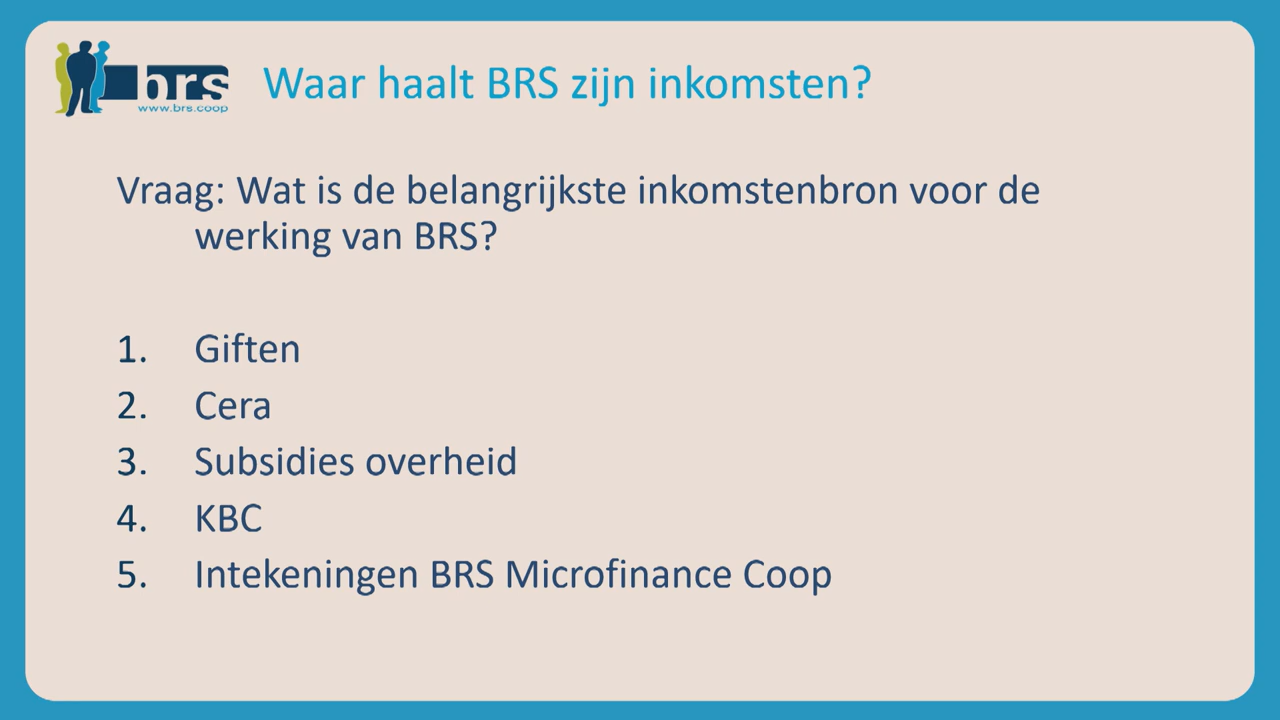 brs
www.brs.coop
Waar haalt BRS zijn inkomsten?
Vraag: Wat is de belangrijkste inkomstenbron voor de
werking van BRS?
1. Giften
2. Cera
3. Subsidies overheid
4. KBC
5. Intekeningen BRS Microfinance Coop